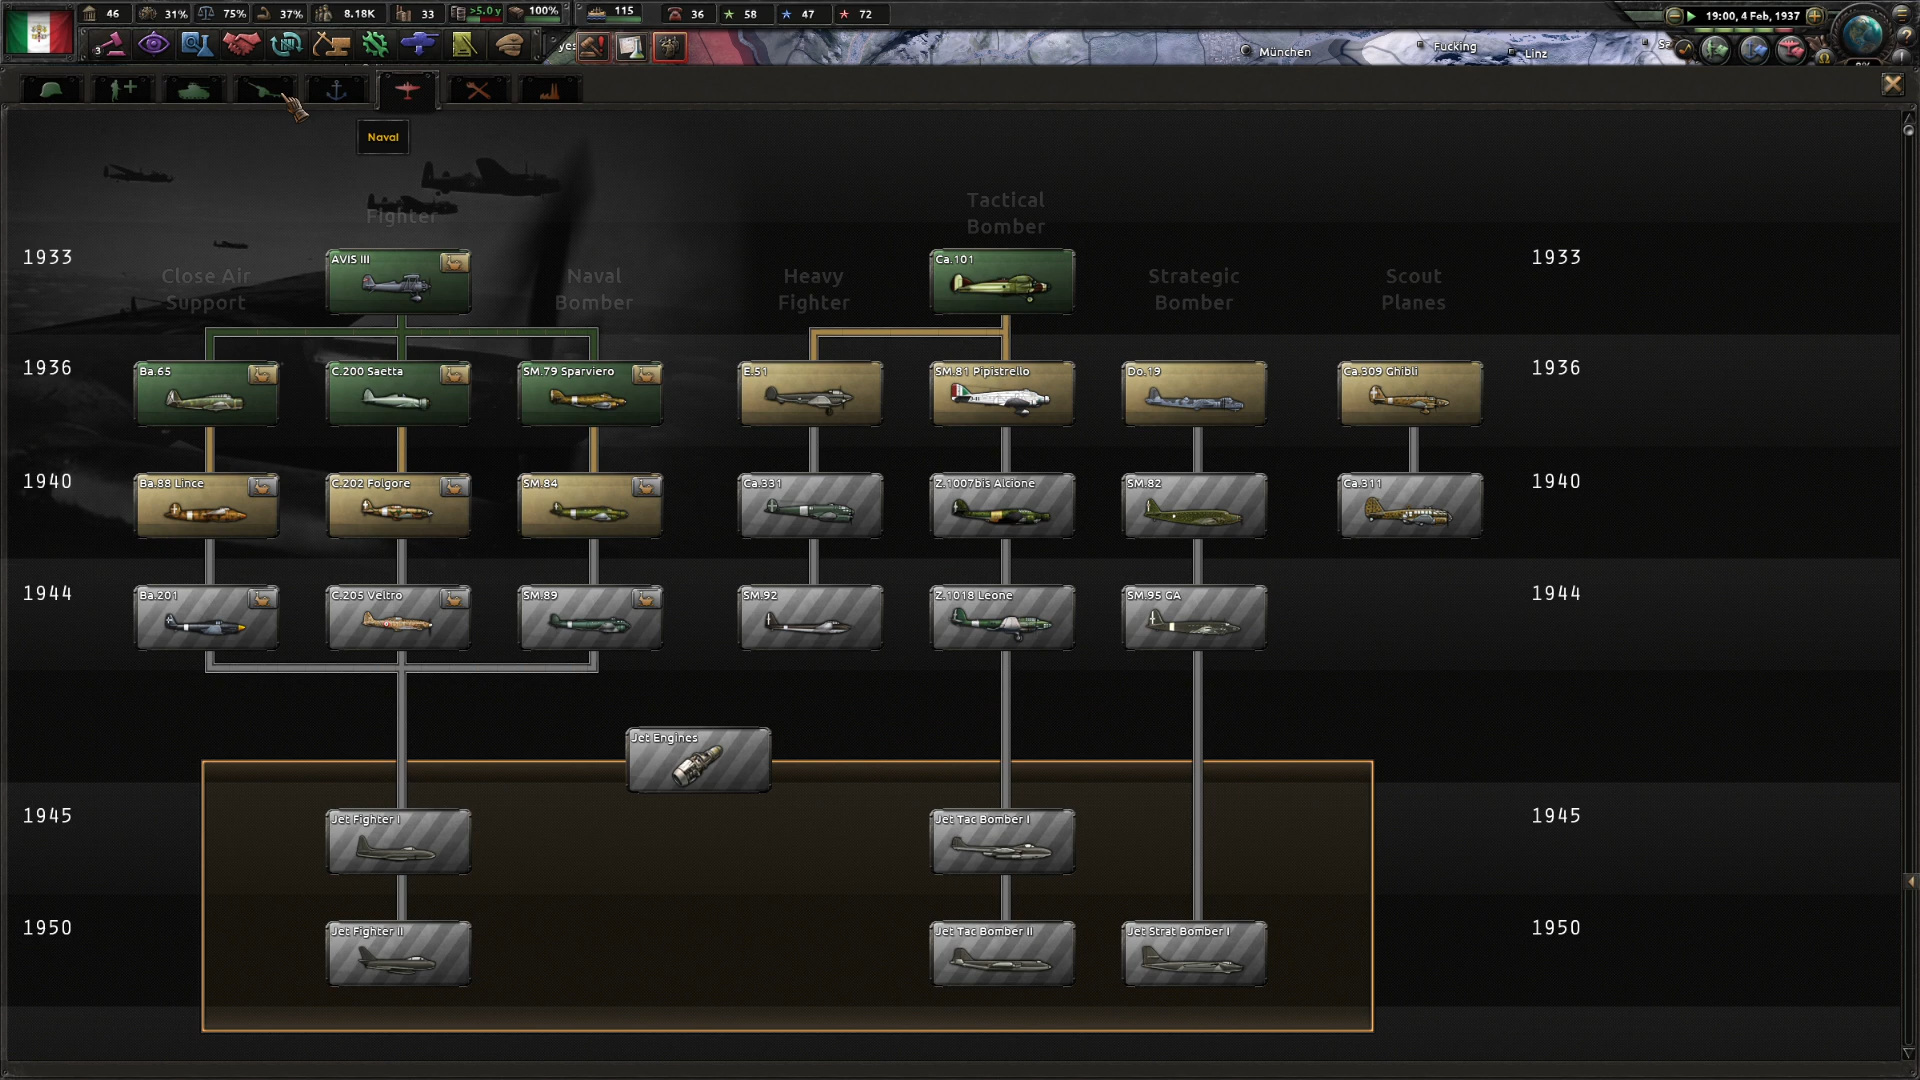 46 31% 75% 37% 8.18K 33 >5.0 y 100% 115 36 58 47 72 19:00, 4 Feb, 1937
3
yes München Fucking Linz
Naval
Fighter
Tactical
Bomber
1933 AVIS III Ca.101 1933
Close Air Naval Heavy Strategic Scout
Support Bomber Fighter Bomber Planes
1936 Ba.65 C.200 Saetta SM.79 Sparviero E.51 SM.81 Pipistrello Do.19 Ca.309 Ghibli 1936
1940 Ba.88 Lince C.202 Folgore SM.84 Ca.331 Z.1007bis Alcione SM.82 Ca.311 1940
1944 Ba.201 C.205 Veltro SM.89 SM.92 Z.1018 Leone SM.95 GA 1944
Jet Engines
1945 Jet Fighter I Jet Tac Bomber I 1945
1950 Jet Fighter II Jet Tac Bomber II Jet Strat Bomber I 1950